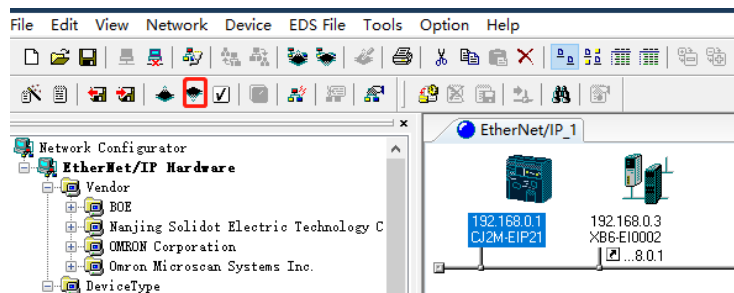 File Edit View Network Device EDS File Tools Option Help
EtherNet/IP_1
Network Configurator
EtherNet/IP Hardware
Vendor
BOE
Nanjing Solidot Electric Technology C
OMRON Corporation
Omron Microscan Systems Inc.
DeviceType
192.168.0.1
CJ2M-EIP21
192.168.0.3
XB6-EI0002
...8.0.1